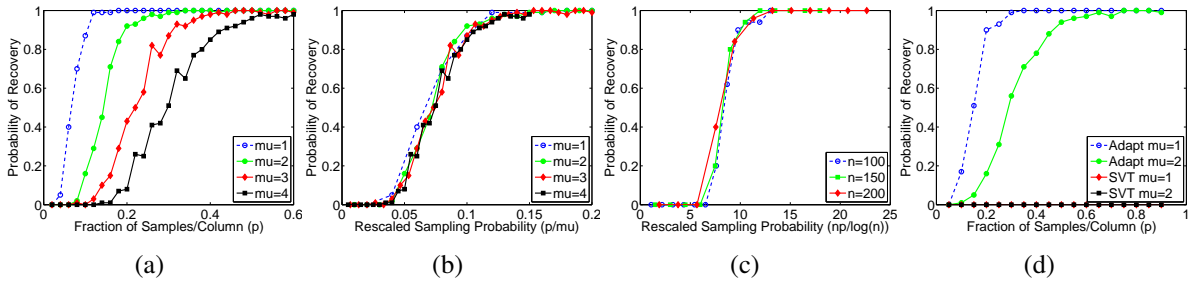 1
0.8
0.6
0.4
0.2
0
Probability of Recovery
0
0.2
0.4
0.6
Fraction of Samples/Column (p)
mu=1
mu=2
mu=3
mu=4
(a)
1
0.8
0.6
0.4
0.2
0
Probability of Recovery
0.05
0.1
0.15
0.2
Rescaled Sampling Probability (p/mu)
mu=1
mu=2
mu=3
mu=4
(b)
1
0.8
0.6
0.4
0.2
0
Probability of Recovery
0
5
10
15
20
25
Rescaled Sampling Probability (np/log(n))
n=100
n=150
n=200
(c)
1
0.8
0.6
0.4
0.2
0
Probability of Recovery
0
0.2
0.4
0.6
0.8
1
Fraction of Samples/Column (p)
Adapt mu=1
Adapt mu=2
SVT mu=1
SVT mu=2
(d)